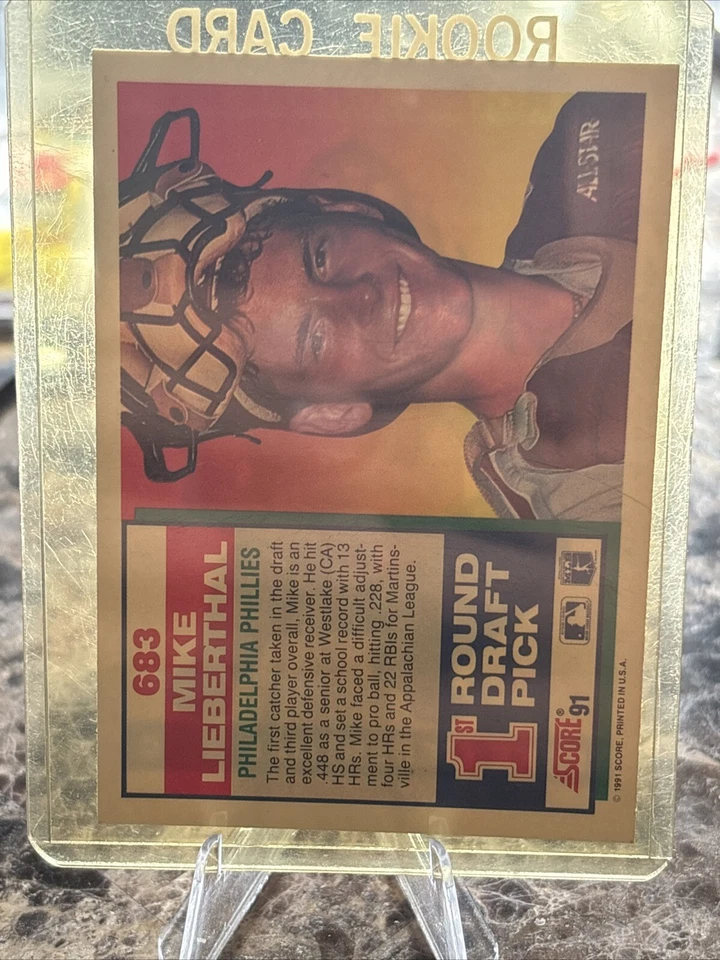 ROOKIE CARD
ALL STAR
683
MIKE
LIEBERTHAL
PHILADELPHIA PHILLIES
The first catcher taken in the draft
and third player overall, Mike is an
excellent defensive receiver. He hit
.448 as a senior at Westlake (CA)
HS and set a school record with 13
HRs. Mike faced a difficult adjust-
ment to pro ball, hitting .228, with
four HRs and 22 RBIs for Martins-
ville in the Appalachian League.
1ST ROUND
DRAFT
PICK
SCORE® 91
© 1991 SCORE, PRINTED IN U.S.A.